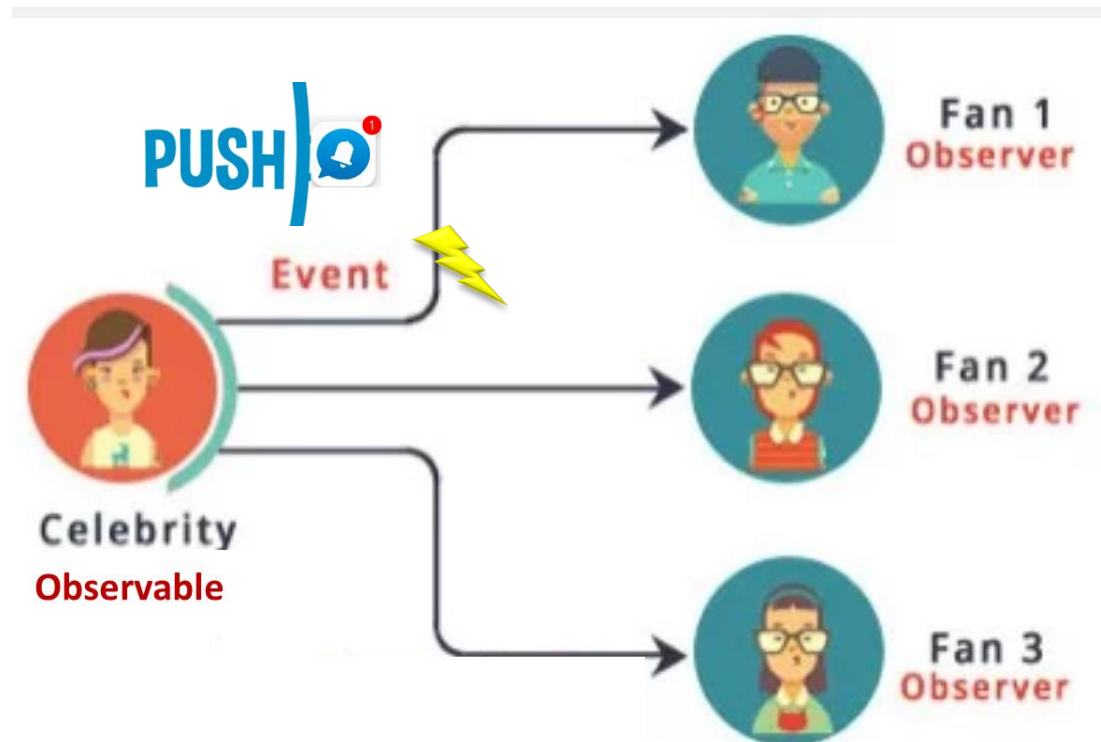 PUSH
1
Event
Celebrity
Observable
Fan 1
Observer
Fan 2
Observer
Fan 3
Observer